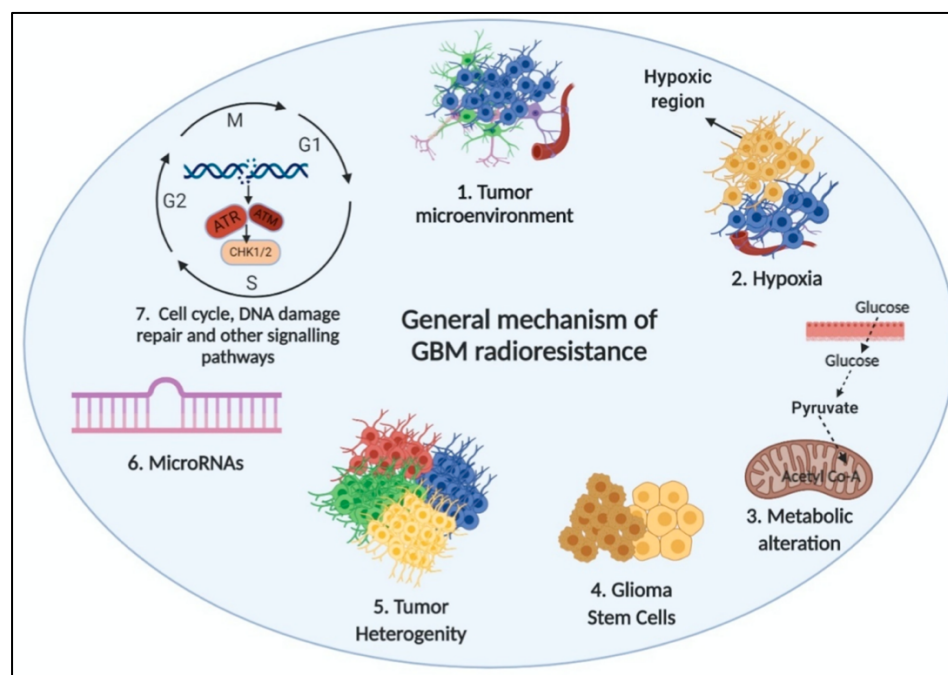 General mechanism of
GBM radioresistance
1. Tumor
microenvironment
Hypoxic
region
2. Hypoxia
Glucose
Glucose
Pyruvate
Acetyl Co-A
3. Metabolic
alteration
4. Glioma
Stem Cells
5. Tumor
Heterogenity
6. MicroRNAs
M
G1
G2
ATR
ATM
CHK1/2
S
7. Cell cycle, DNA damage
repair and other signalling
pathways